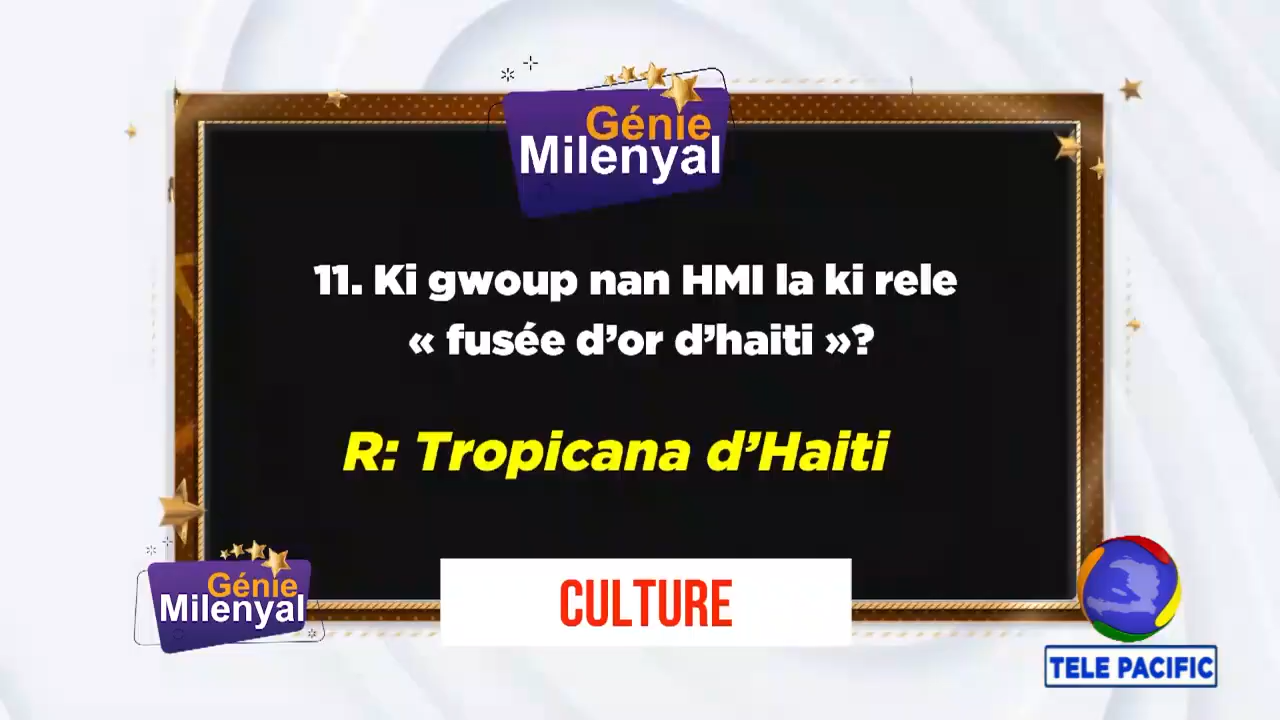 Génie
Milenyal
11. Ki gwoup nan HMI la ki rele
« fusée d’or d’haiti »?
R: Tropicana d’Haiti
Génie
Milenyal
CULTURE
TELE PACIFIC